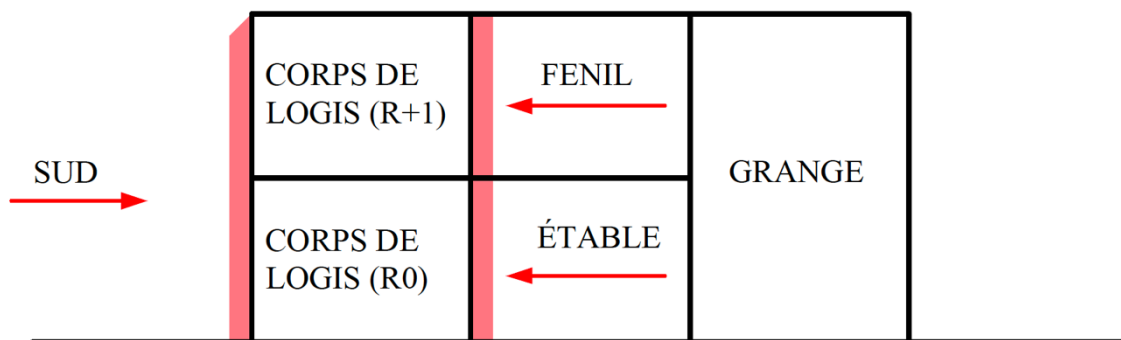 SUD
CORPS DE
LOGIS (R+1)
FENIL
CORPS DE
LOGIS (R0)
ÉTABLE
GRANGE